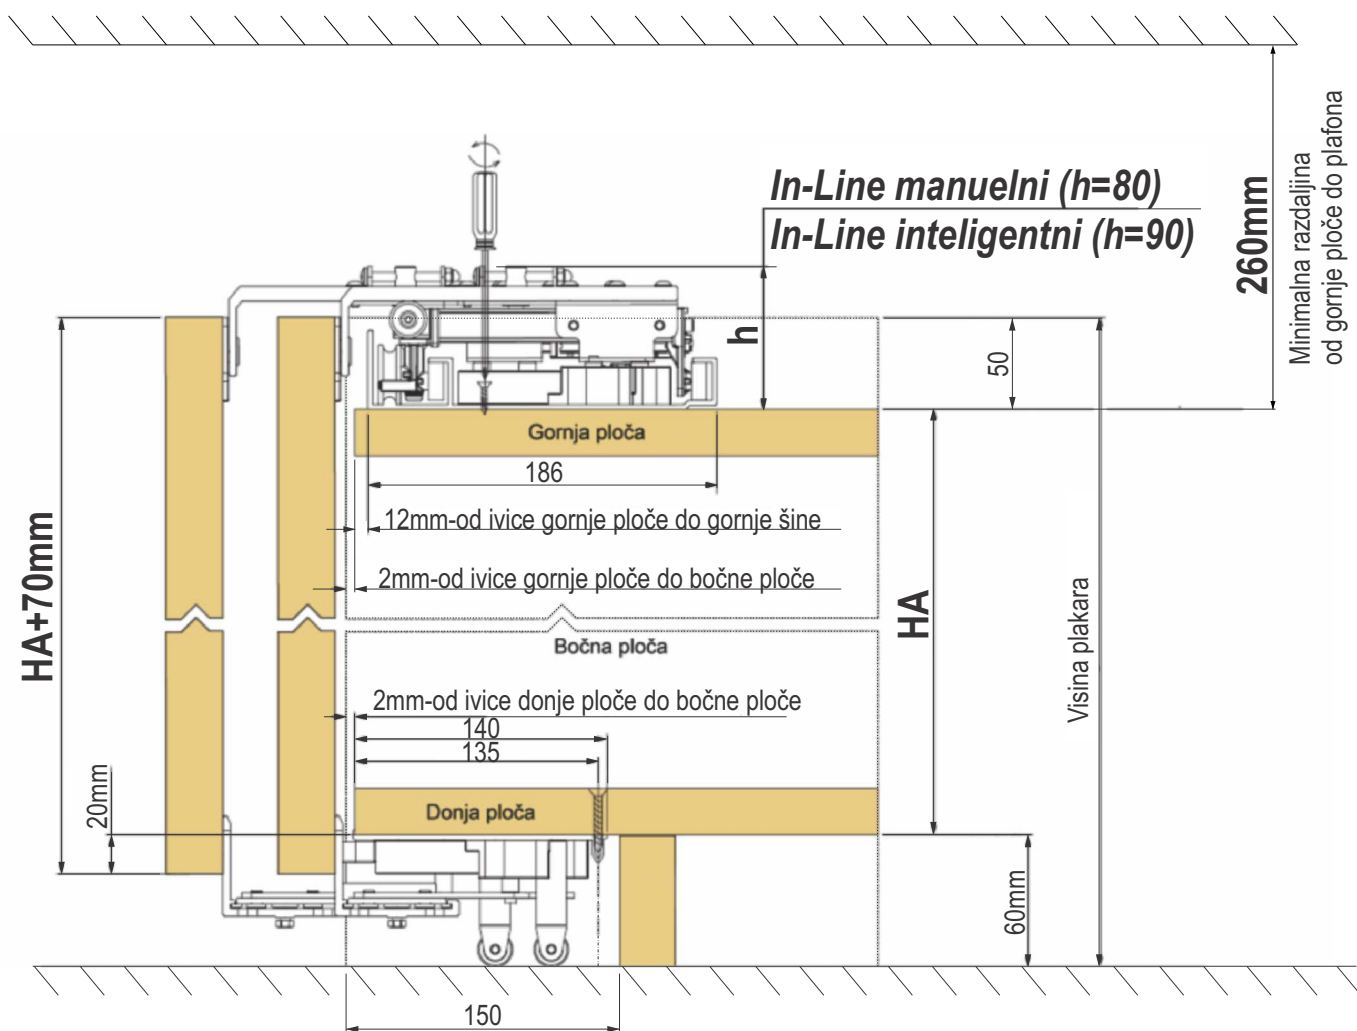 In-Line manuelni (h=80)
In-Line inteligentni (h=90)
260mm
Minimalna razdaljina
od gornje ploče do plafona
h
50
Gornja ploča
186
12mm-od ivice gornje ploče do gornje šine
2mm-od ivice gornje ploče do bočne ploče
HA+70mm
HA
Bočna ploča
Visina plakara
2mm-od ivice donje ploče do bočne ploče
140
135
20mm
Donja ploča
60mm
150